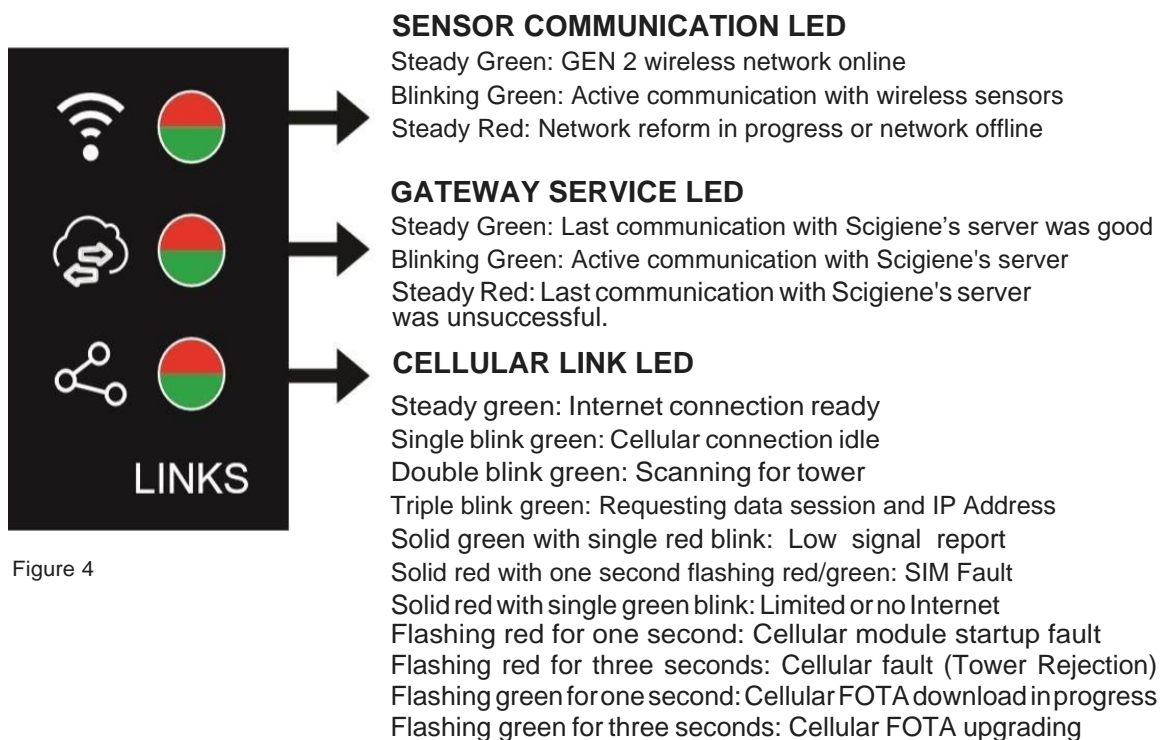 SENSOR COMMUNICATION LED
Steady Green: GEN 2 wireless network online
Blinking Green: Active communication with wireless sensors
Steady Red: Network reform in progress or network offline
GATEWAY SERVICE LED
Steady Green: Last communication with Scigiene’s server was good
Blinking Green: Active communication with Scigiene's server
Steady Red: Last communication with Scigiene's server
was unsuccessful.
CELLULAR LINK LED
Steady green: Internet connection ready
Single blink green: Cellular connection idle
Double blink green: Scanning for tower
Triple blink green: Requesting data session and IP Address
Solid green with single red blink: Low signal report
Solid red with one second flashing red/green: SIM Fault
Solid red with single green blink: Limited or no Internet
Flashing red for one second: Cellular module startup fault
Flashing red for three seconds: Cellular fault (Tower Rejection)
Flashing green for one second: Cellular FOTA download in progress
Flashing green for three seconds: Cellular FOTA upgrading
LINKS
Figure 4